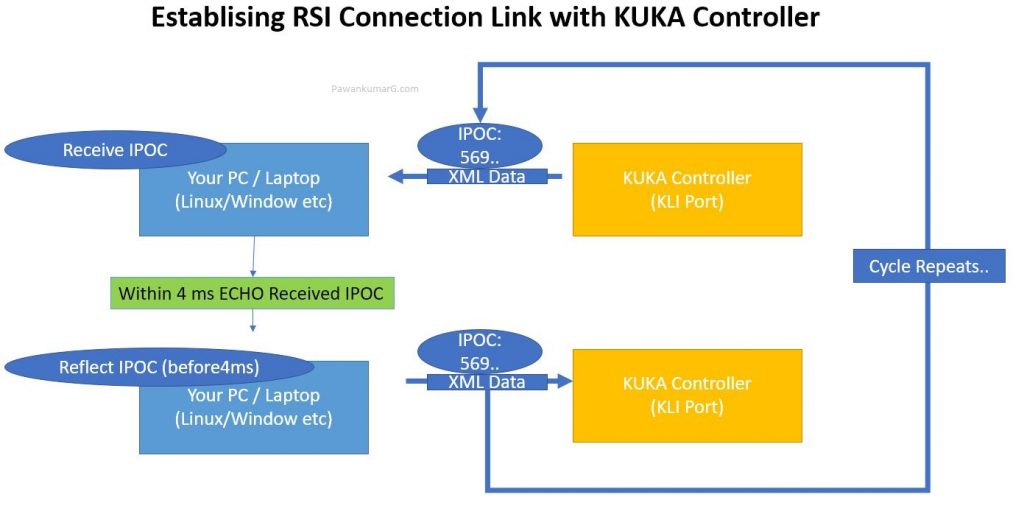 Establising RSI Connection Link with KUKA Controller
PawankumarG.com
Receive IPOC
Your PC / Laptop
(Linux/Window etc)
IPOC:
569..
XML Data
KUKA Controller
(KLI Port)
Cycle Repeats..
Within 4 ms ECHO Received IPOC
Reflect IPOC (before4ms)
Your PC / Laptop
(Linux/Window etc)
IPOC:
569..
XML Data
KUKA Controller
(KLI Port)